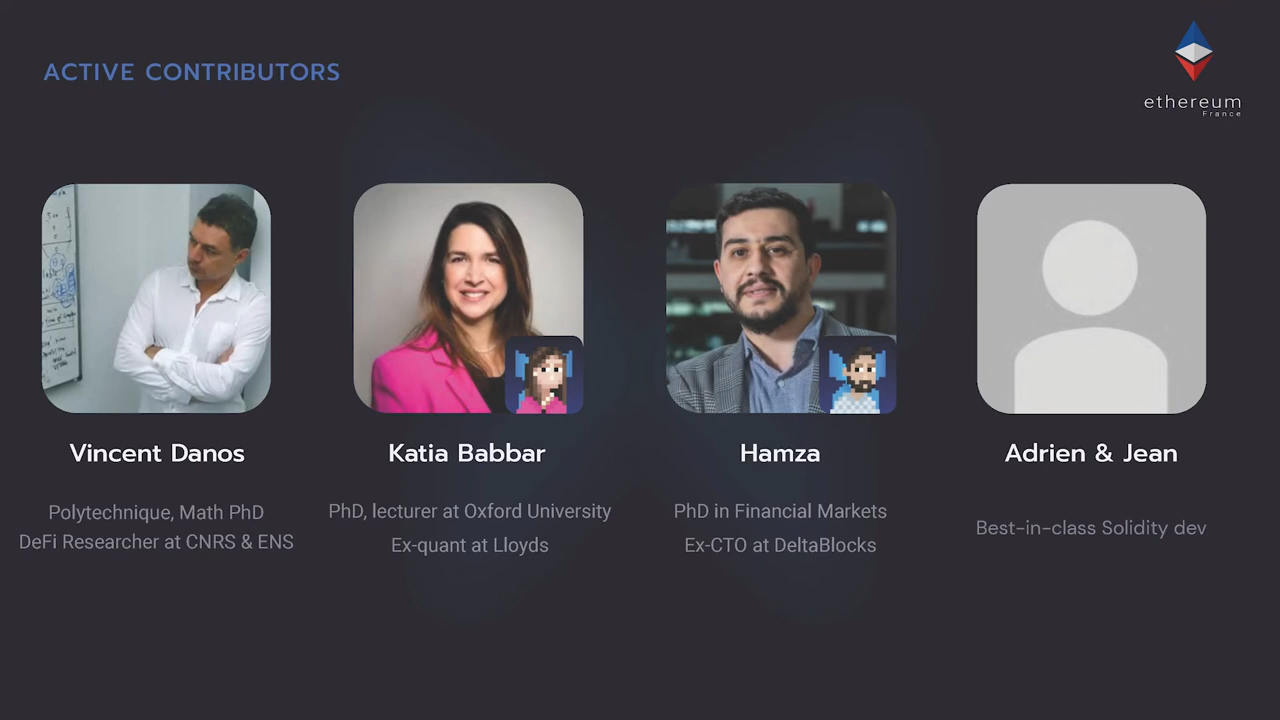 ACTIVE CONTRIBUTORS
ethereum
France
Vincent Danos
Katia Babbar
Hamza
Adrien & Jean
Polytechnique, Math PhD
DeFi Researcher at CNRS & ENS
PhD, lecturer at Oxford University
Ex-quant at Lloyds
PhD in Financial Markets
Ex-CTO at DeltaBlocks
Best-in-class Solidity dev